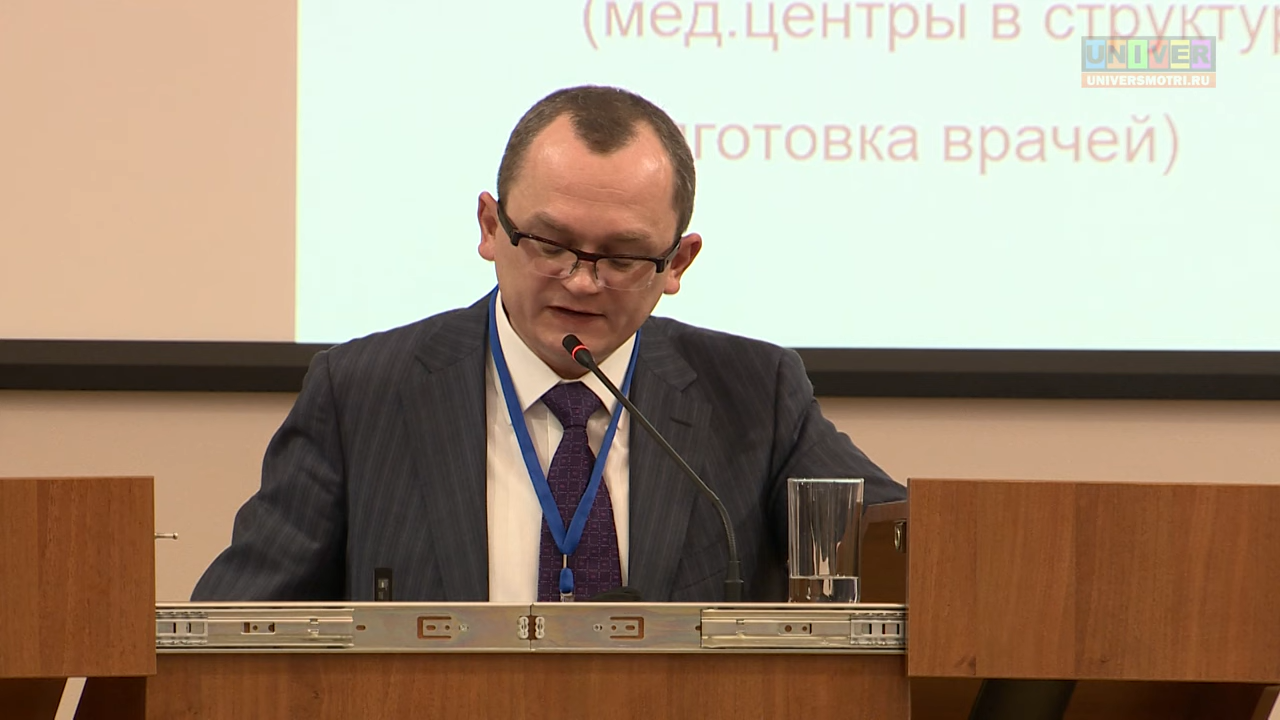 (мед.центры в структур
UNIVER
UNIVERSMOTRI.RU
готовка врачей)